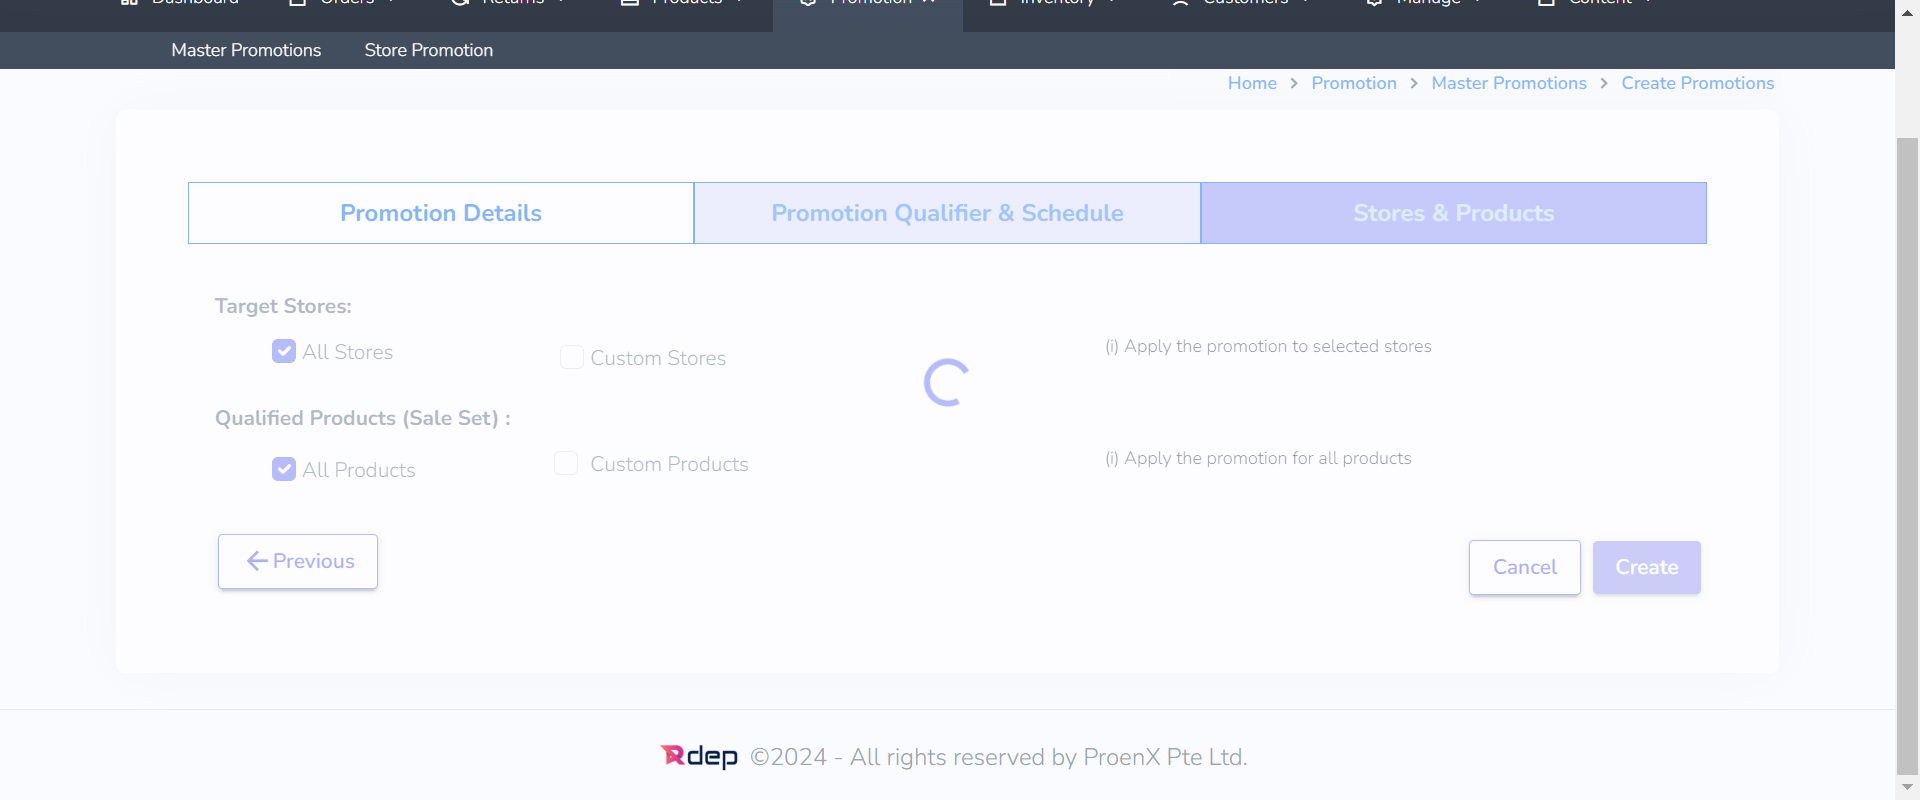 Dashboard Orders Returns Products Promotion Inventory Customers Manage Content
Master Promotions Store Promotion
Home > Promotion > Master Promotions > Create Promotions
Promotion Details Promotion Qualifier & Schedule Stores & Products
Target Stores:
All Stores Custom Stores (i) Apply the promotion to selected stores
Qualified Products (Sale Set) :
All Products Custom Products (i) Apply the promotion for all products
Previous Cancel Create
Rdep ©2024 - All rights reserved by ProenX Pte Ltd.